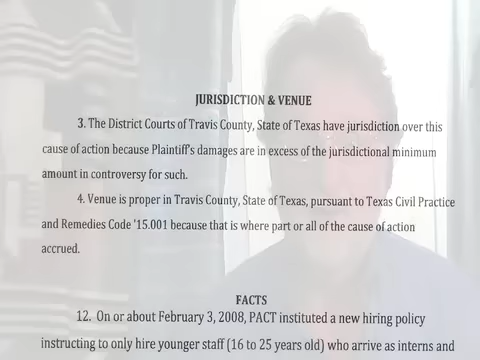 JURISDICTION & VENUE
3. The District Courts of Travis County, State of Texas have jurisdiction over this
cause of action because Plaintiff's damages are in excess of the jurisdictional minimum
amount in controversy for such.
4. Venue is proper in Travis County, State of Texas, pursuant to Texas Civil Practice
and Remedies Code '15.001 because that is where part or all of the cause of action
accrued.
FACTS
12. On or about February 3, 2008, PACT instituted a new hiring policy
instructing to only hire younger staff (16 to 25 years old) who arrive as interns and